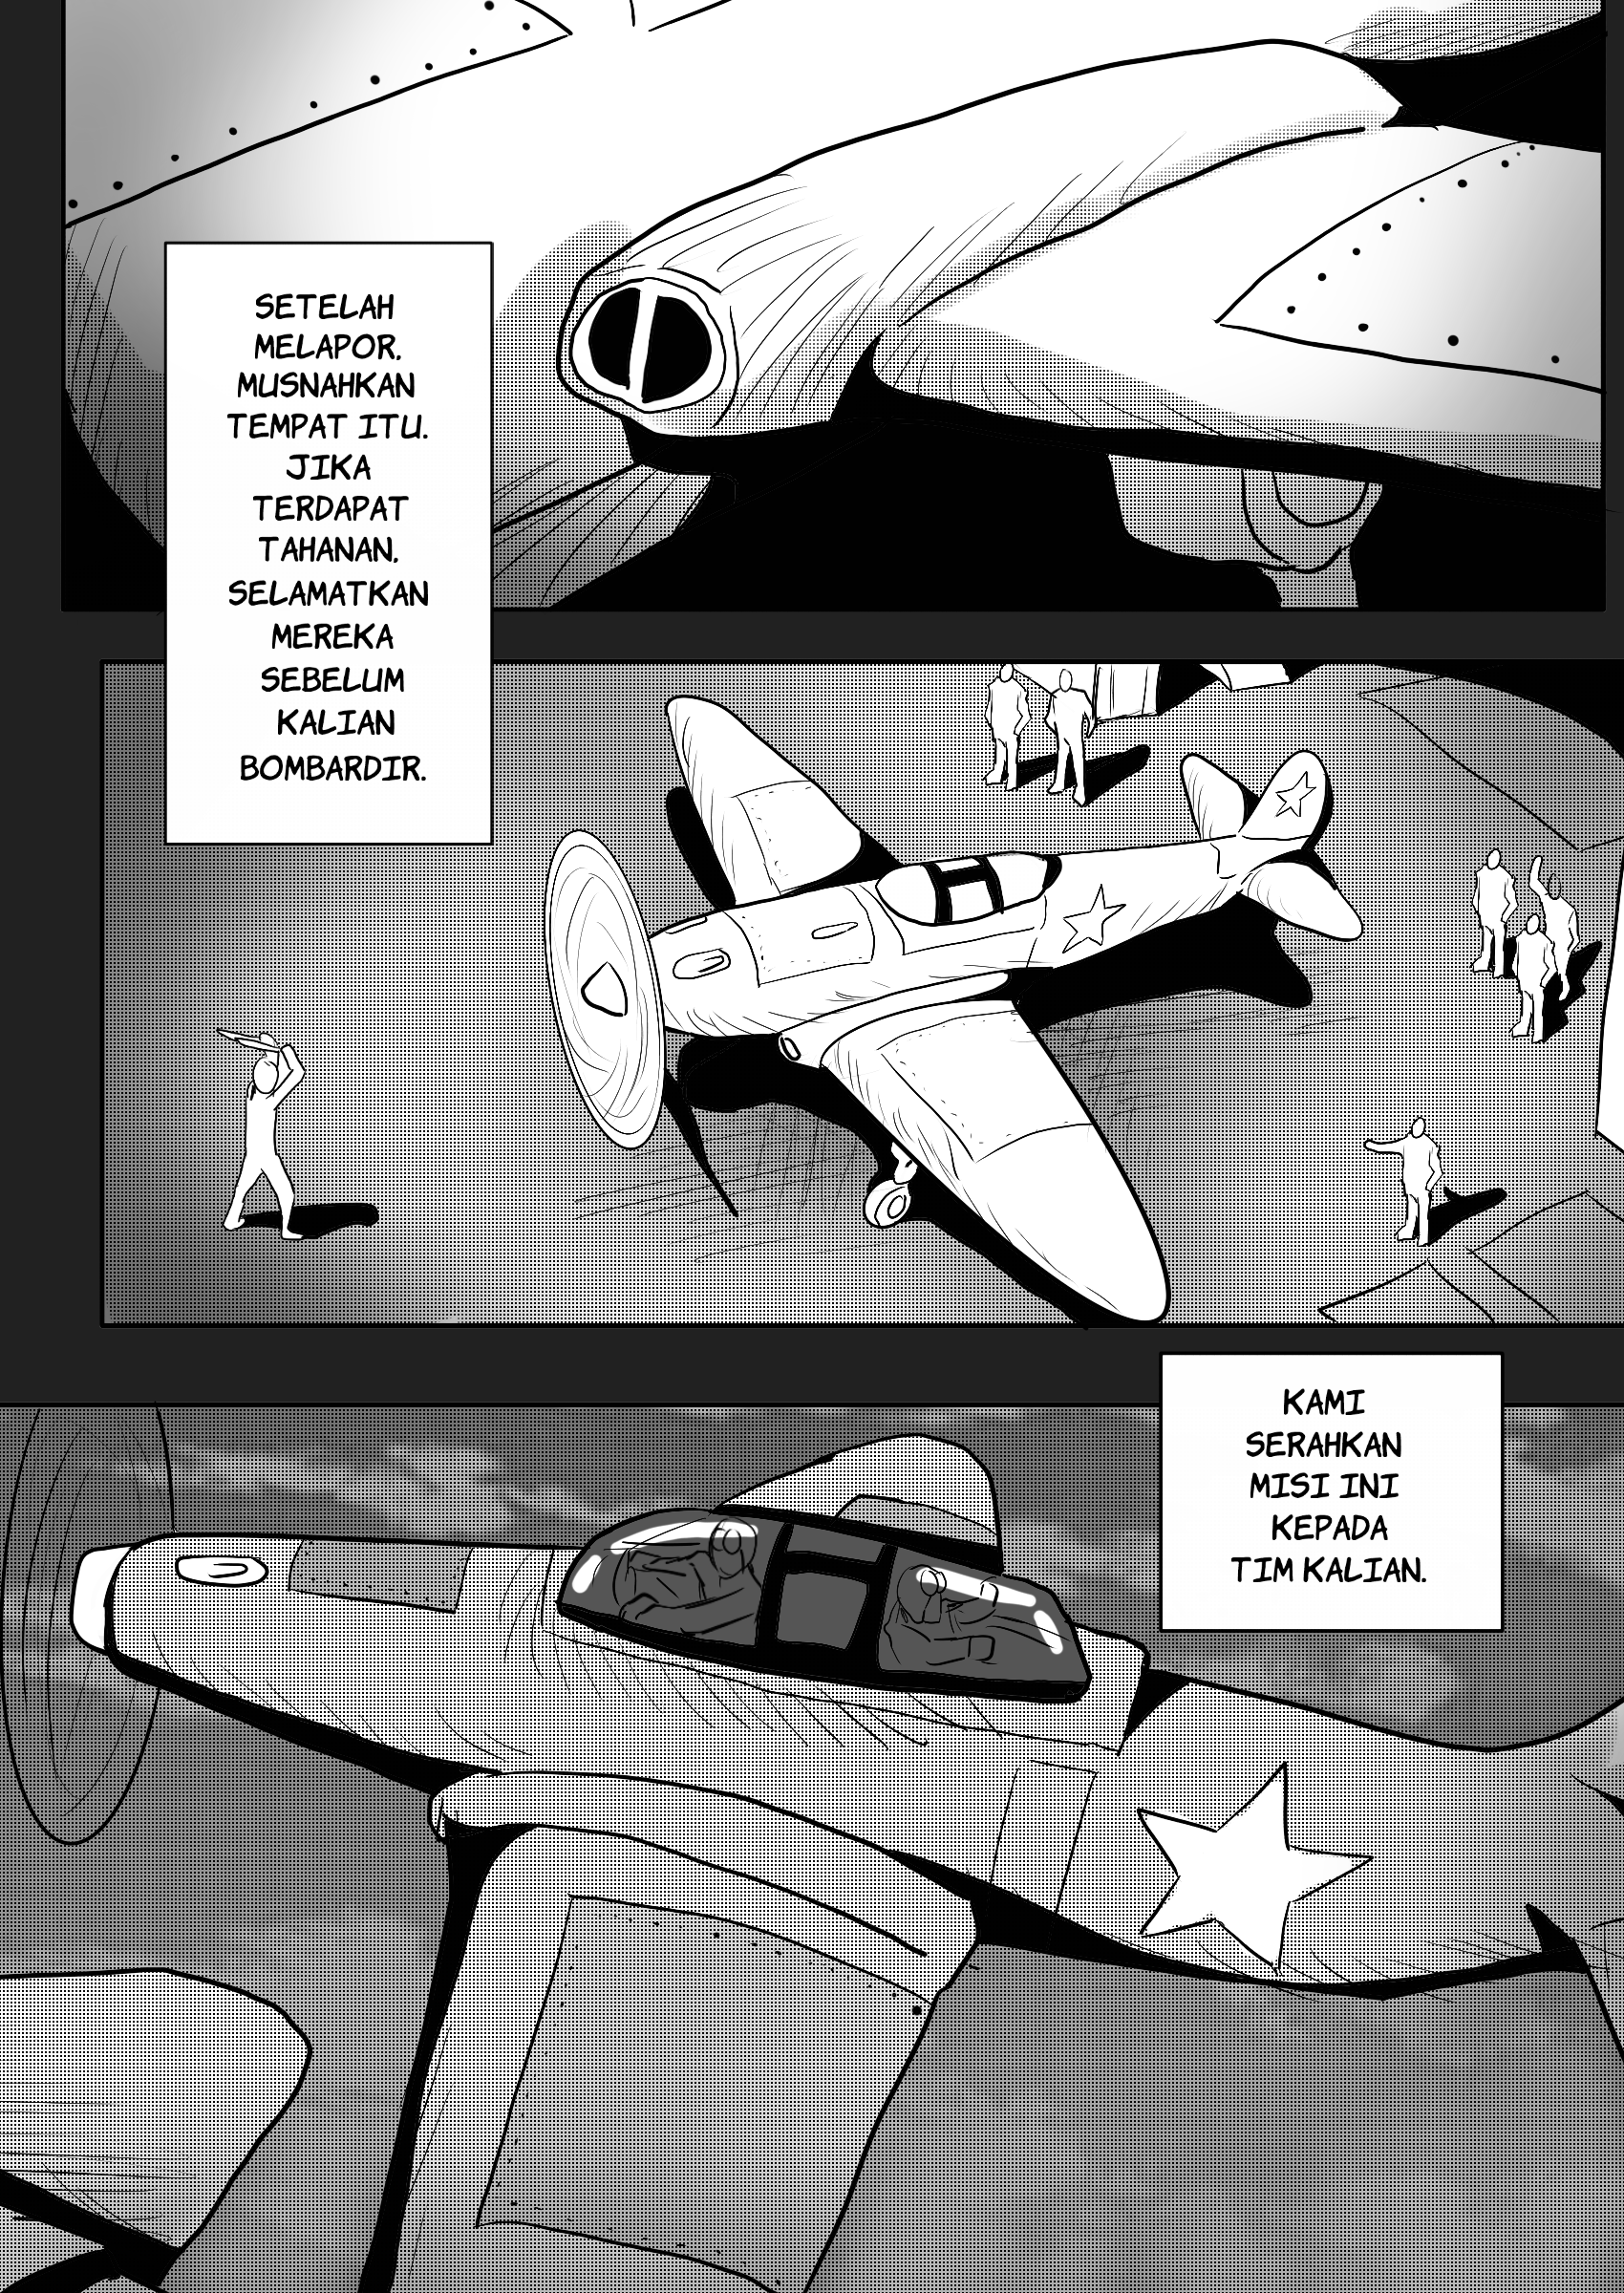 SETELAH
MELAPOR.
MUSNAHKAN
TEMPAT ITU.
JIKA
TERDAPAT
TAHANAN.
SELAMATKAN
MEREKA
SEBELUM
KALIAN
BOMBARDIR.
KAMI
SERAHKAN
MISI INI
KEPADA
TIM KALIAN.